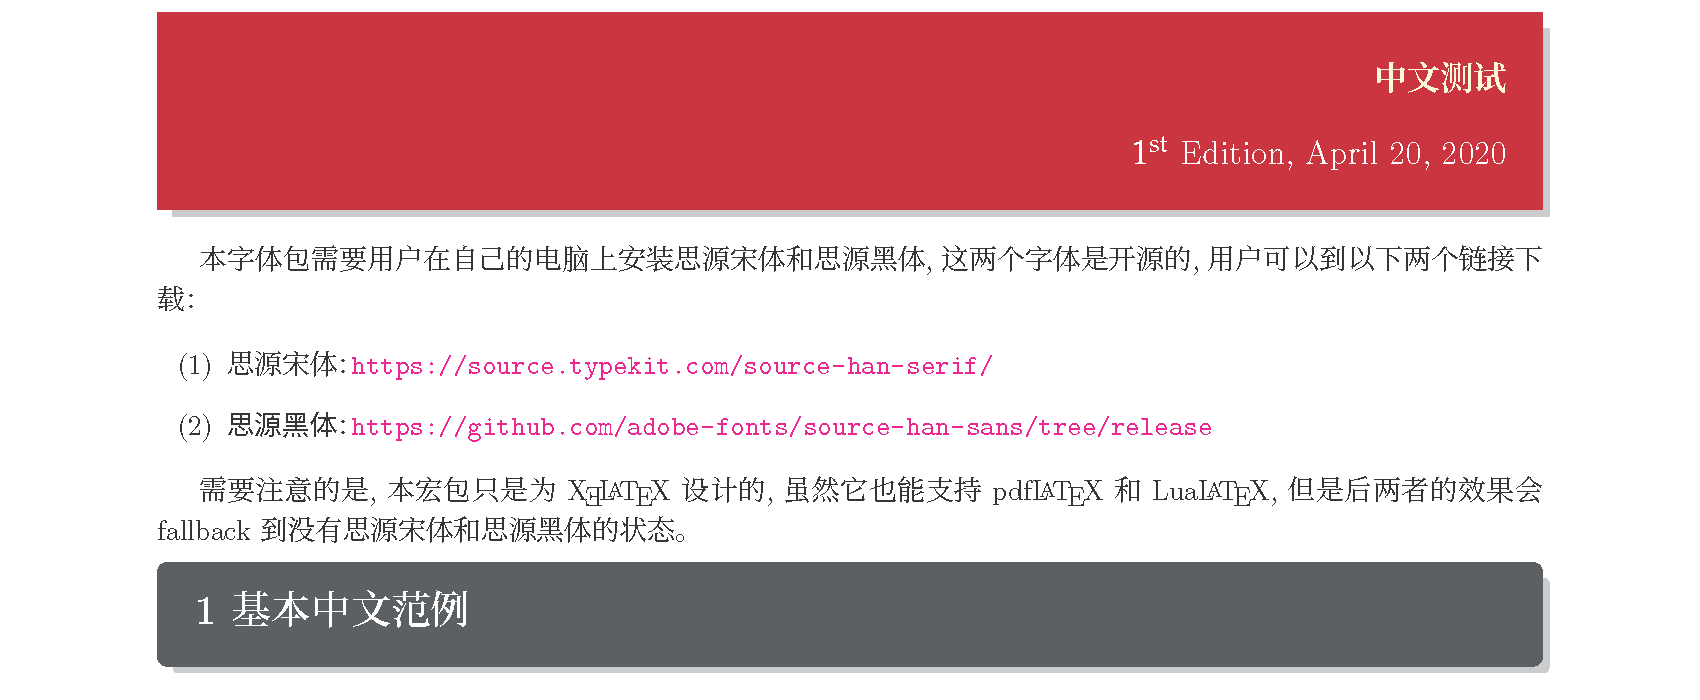 中文测试
1st Edition, April 20, 2020
本字体包需要用户在自己的电脑上安装思源宋体和思源黑体, 这两个字体是开源的, 用户可以到以下两个链接下
载:
(1) 思源宋体:https://source.typekit.com/source-han-serif/
(2) 思源黑体:https://github.com/adobe-fonts/source-han-sans/tree/release
需要注意的是, 本宏包只是为 XƎLATEX 设计的, 虽然它也能支持 pdfLATEX 和 LuaLATEX, 但是后两者的效果会
fallback 到没有思源宋体和思源黑体的状态。
1 基本中文范例